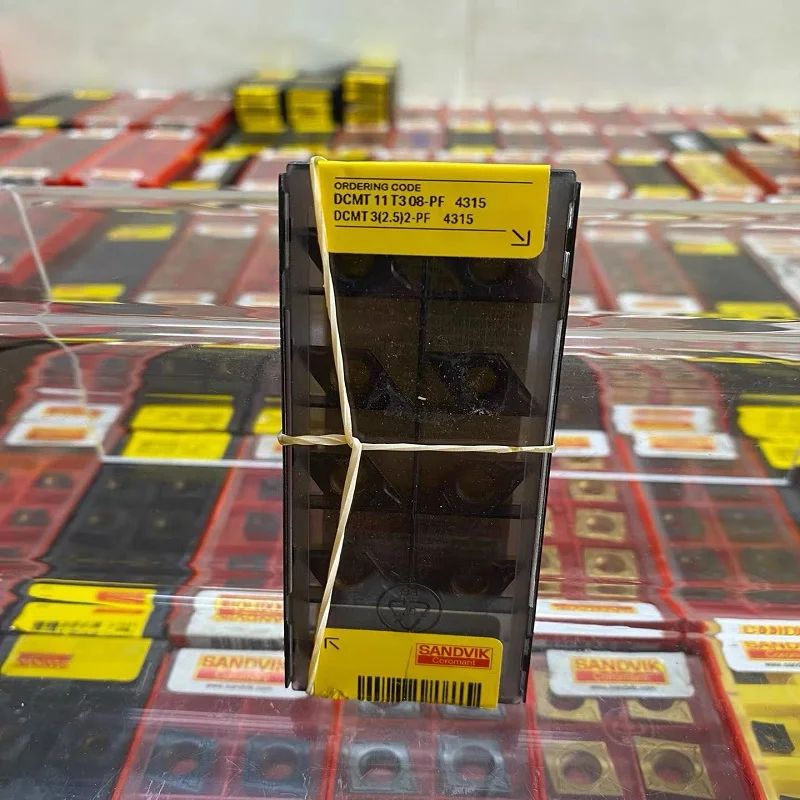 ORDERING CODE
DCMT 11 T3 08-PF 4315
DCMT 3(2.5)2-PF 4315
SANDVIK
Coromant
SANDVIK
Coromant
SANDVIK
Coromant